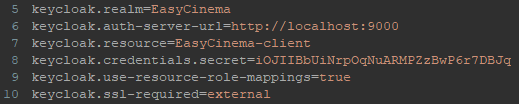 5 keycloak.realm=EasyCinema
6 keycloak.auth-server-url=http://localhost:9000
7 keycloak.resource=EasyCinema-client
8 keycloak.credentials.secret=iOJIIBbUiNrpOqNuARMPZzBwP6r7DBJq
9 keycloak.use-resource-role-mappings=true
10 keycloak.ssl-required=external